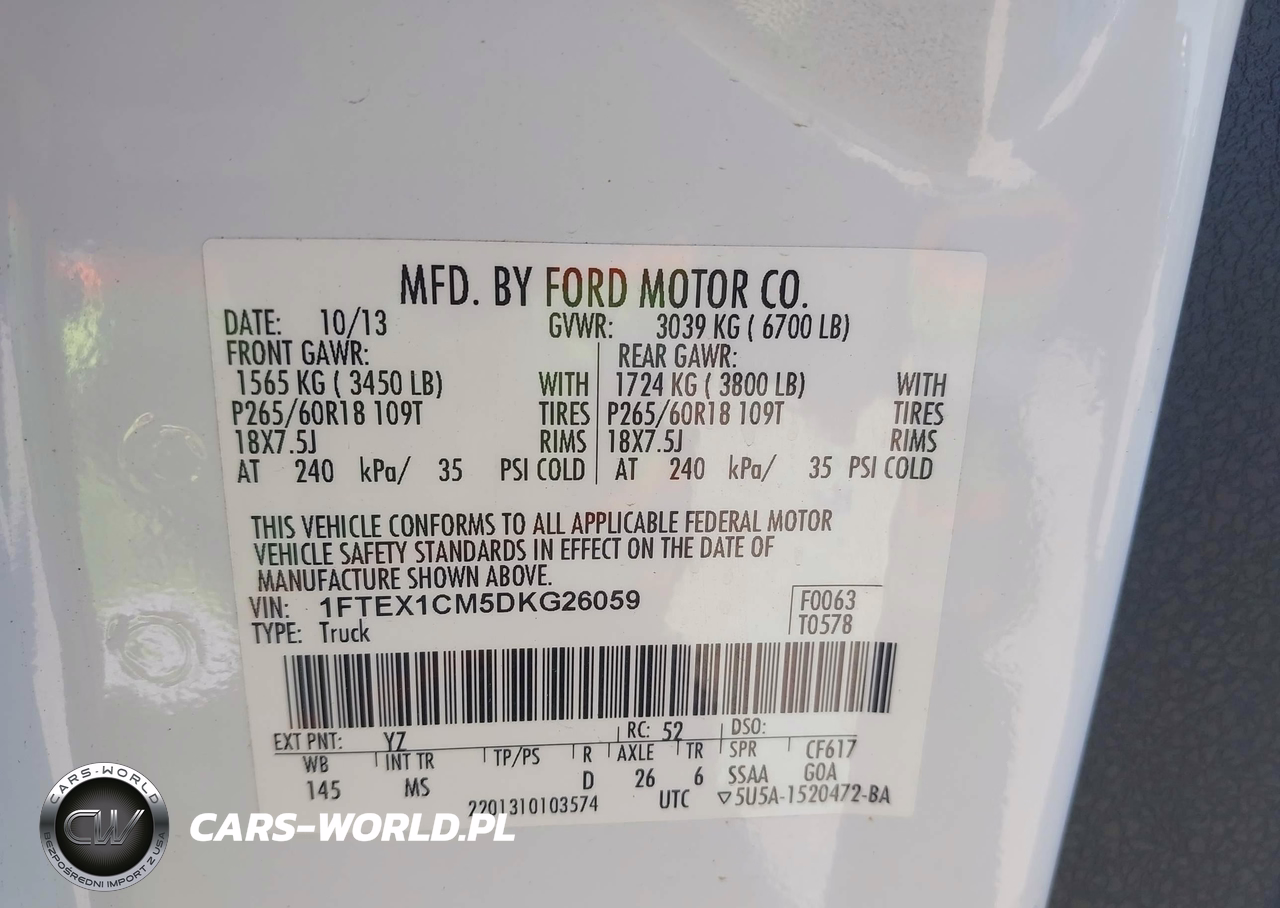 MFD. BY FORD MOTOR CO.
DATE: 10/13 GVWR: 3039 KG ( 6700 LB)
FRONT GAWR: REAR GAWR:
1565 KG ( 3450 LB) WITH 1724 KG ( 3800 LB) WITH
P265/60R18 109T TIRES P265/60R18 109T TIRES
18X7.5J RIMS 18X7.5J RIMS
AT 240 kPa/ 35 PSI COLD AT 240 kPa/ 35 PSI COLD
THIS VEHICLE CONFORMS TO ALL APPLICABLE FEDERAL MOTOR
VEHICLE SAFETY STANDARDS IN EFFECT ON THE DATE OF
MANUFACTURE SHOWN ABOVE.
VIN: 1FTEX1CM5DKG26059 F0063
TYPE: Truck T0578
EXT PNT: YZ RC: 52 DSO:
WB INT TR TP/PS R AXLE TR SPR CF617
145 MS D 26 6 SSAA GOA
2201310103574 UTC ▽5U5A-1520472-BA
CARS-WORLD
CW
BEZPOŚREDNI IMPORT Z USA
CARS-WORLD.PL